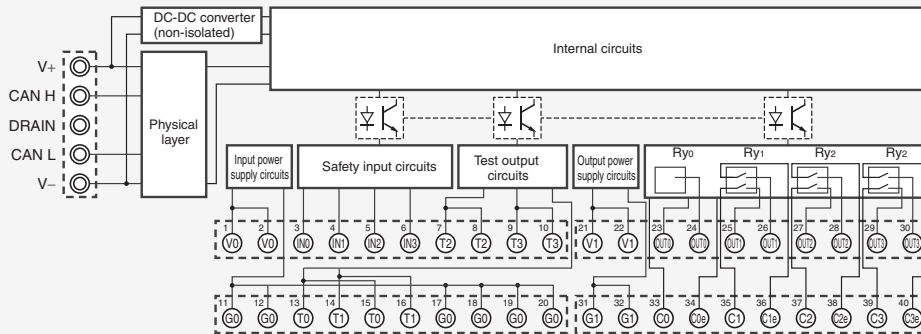 DC-DC converter
(non-isolated)
Internal circuits
V+
CAN H
DRAIN
CAN L
V−
Physical
layer
Input power
supply circuits
Safety input circuits
Test output
circuits
Output power
supply circuits
Ry0 Ry1 Ry2 Ry2
1 2 3 4 5 6 7 8 9 10
V0 V0 IN0 IN1 IN2 IN3 T2 T2 T3 T3
21 22 23 24 25 26 27 28 29 30
V1 V1 OUT0 OUT0 OUT1 OUT1 OUT2 OUT2 OUT3 OUT3
11 12 13 14 15 16 17 18 19 20
G0 G0 T0 T1 T0 T1 G0 G0 G0 G0
31 32 33 34 35 36 37 38 39 40
G1 G1 C0 C0e C1 C1e C2 C2e C3 C3e